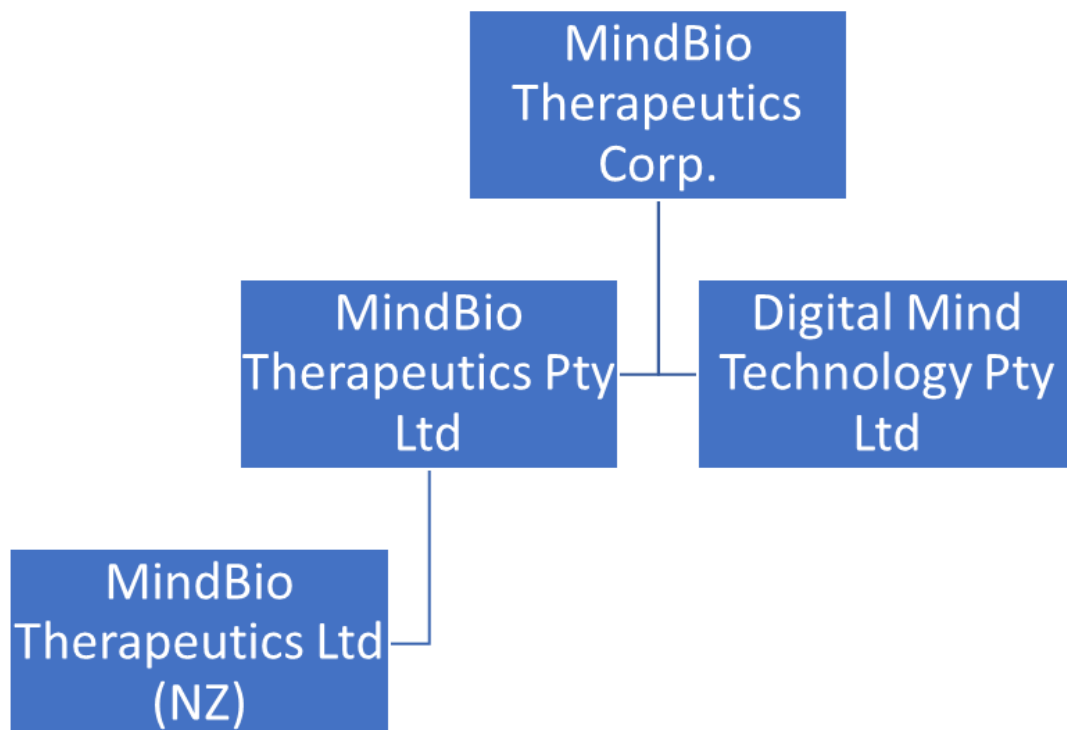 MindBio
Therapeutics
Corp.
MindBio
Therapeutics Pty
Ltd
Digital Mind
Technology Pty
Ltd
MindBio
Therapeutics Ltd
(NZ)